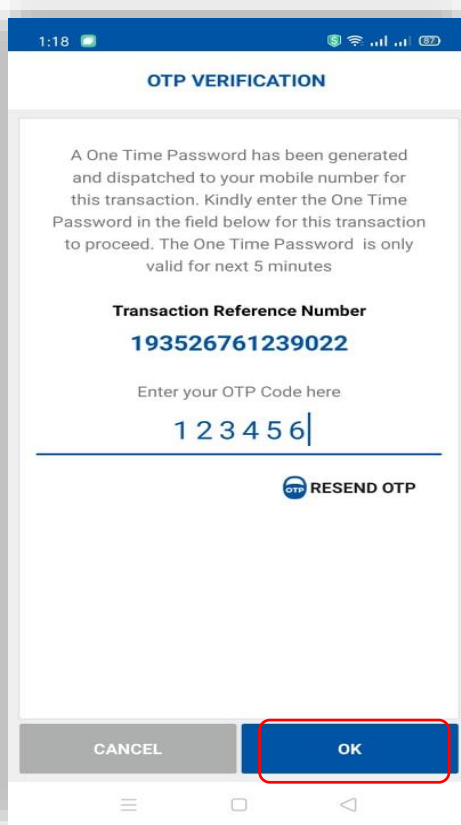 1:18 87
OTP VERIFICATION
A One Time Password has been generated
and dispatched to your mobile number for
this transaction. Kindly enter the One Time
Password in the field below for this transaction
to proceed. The One Time Password is only
valid for next 5 minutes
Transaction Reference Number
193526761239022
Enter your OTP Code here
123456
OTP RESEND OTP
CANCEL OK